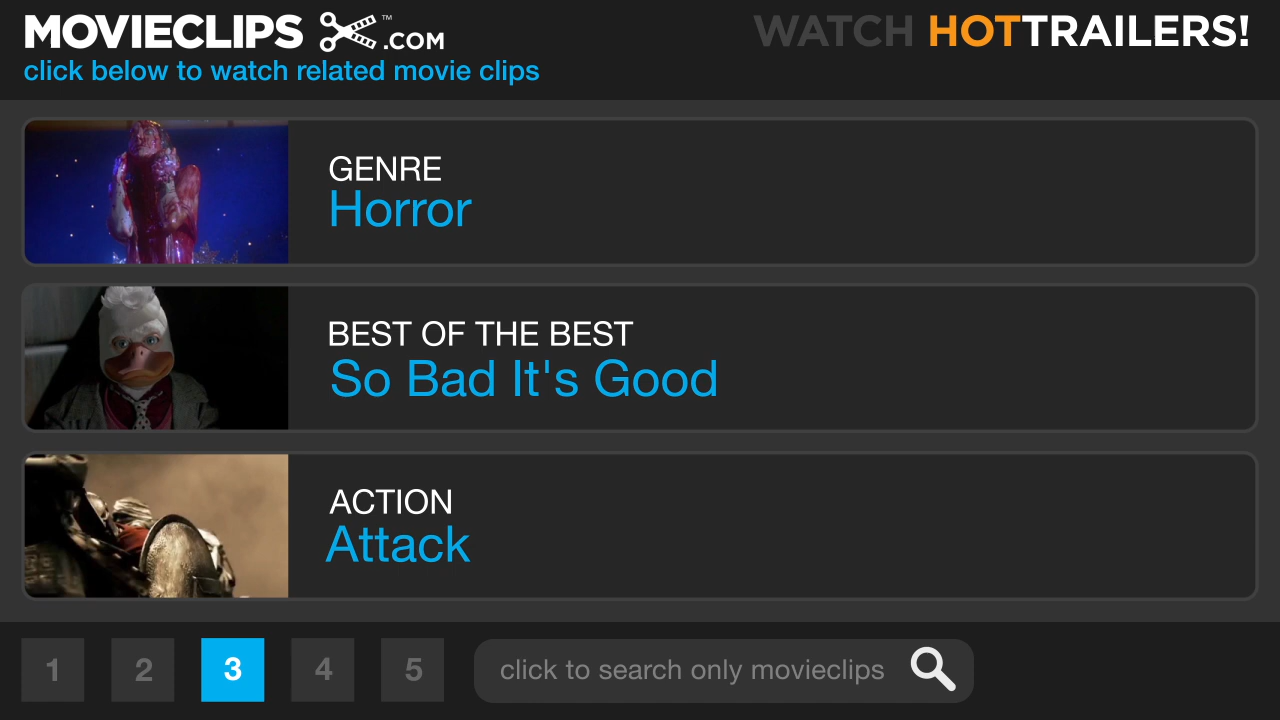 MOVIECLIPS ™ .COM
WATCH HOTTRAILERS!
click below to watch related movie clips
GENRE
Horror
BEST OF THE BEST
So Bad It's Good
ACTION
Attack
1 2 3 4 5 click to search only movieclips